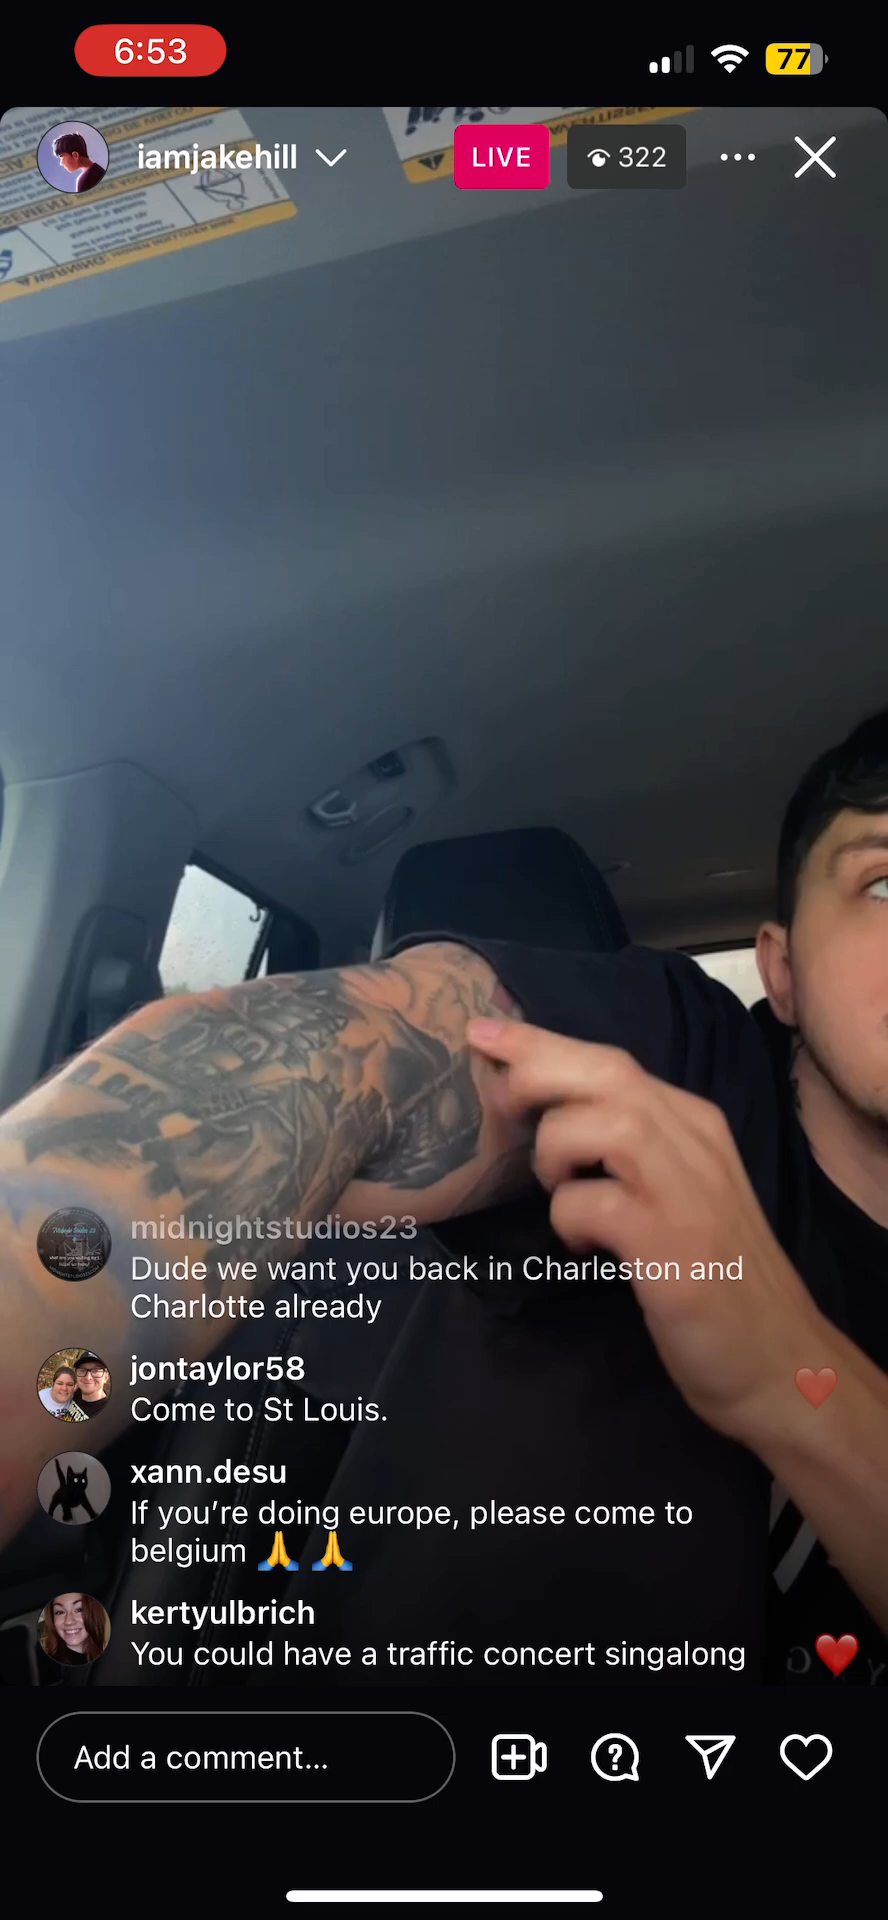 6:53
77
iamjakehill
LIVE
322
WARNING:
midnightstudios23
Dude we want you back in Charleston and
Charlotte already
jontaylor58
Come to St Louis.
xann.desu
If you’re doing europe, please come to
belgium 🙏 🙏
kertyulbrich
You could have a traffic concert singalong
Add a comment...